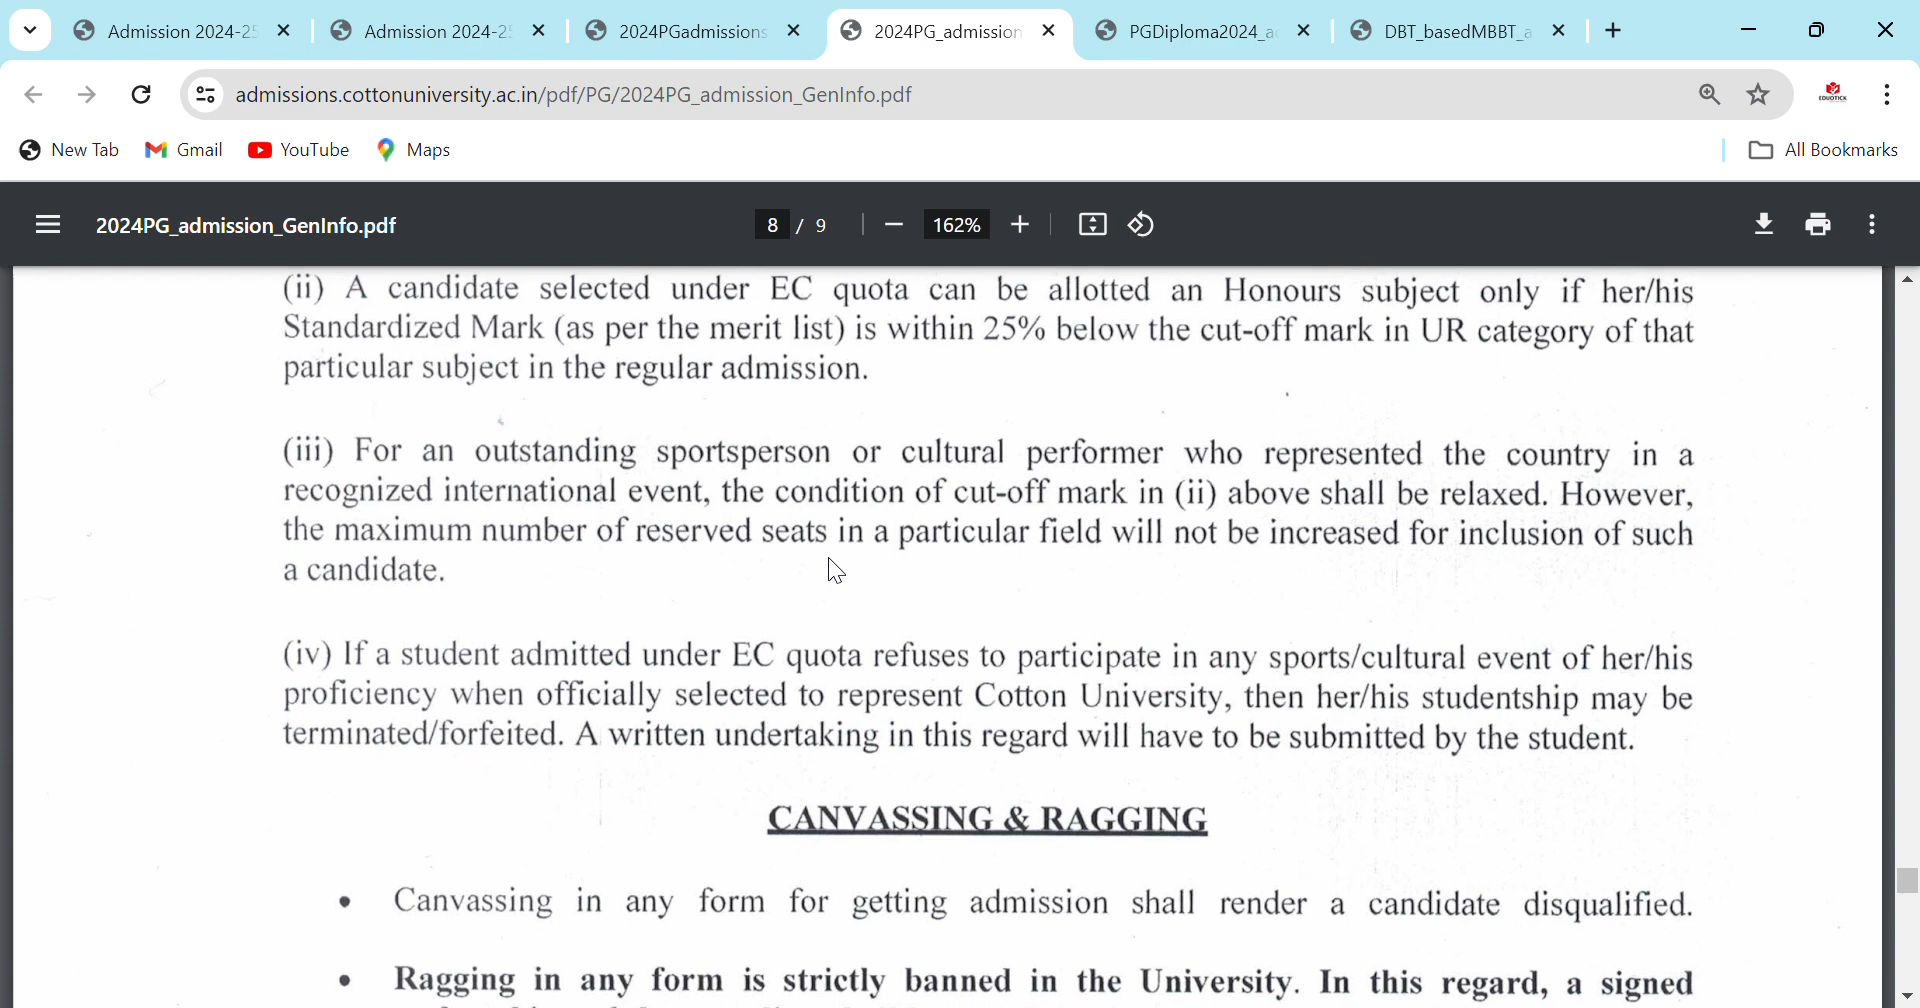 Admission 2024-25
Admission 2024-2
2024PGadmissions
2024PG_admission
PGDiploma2024_a
DBT_basedMBBT_a
admissions.cottonuniversity.ac.in/pdf/PG/2024PG_admission_GenInfo.pdf
EDUOTICK
New Tab
Gmail
YouTube
Maps
All Bookmarks
2024PG_admission_GenInfo.pdf
8 / 9
162%
(ii) A candidate selected under EC quota can be allotted an Honours subject only if her/his
Standardized Mark (as per the merit list) is within 25% below the cut-off mark in UR category of that
particular subject in the regular admission.
(iii) For an outstanding sportsperson or cultural performer who represented the country in a
recognized international event, the condition of cut-off mark in (ii) above shall be relaxed. However,
the maximum number of reserved seats in a particular field will not be increased for inclusion of such
a candidate.
(iv) If a student admitted under EC quota refuses to participate in any sports/cultural event of her/his
proficiency when officially selected to represent Cotton University, then her/his studentship may be
terminated/forfeited. A written undertaking in this regard will have to be submitted by the student.
CANVASSING & RAGGING
• Canvassing in any form for getting admission shall render a candidate disqualified.
• Ragging in any form is strictly banned in the University. In this regard, a signed